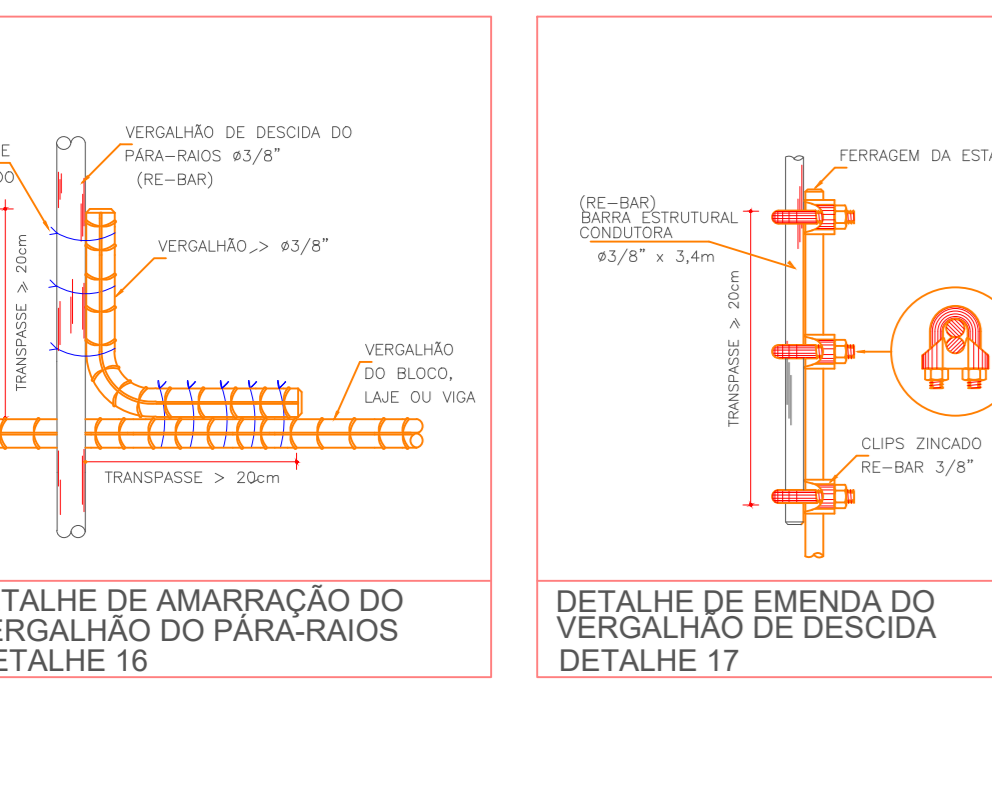 E
DO
VERGALHÃO DE DESCIDA DO
PÁRA-RAIOS ø3/8"
(RE-BAR)
VERGALHÃO > ø3/8"
TRANSPASSE ⩾ 20cm
VERGALHÃO
DO BLOCO,
LAJE OU VIGA
TRANSPASSE > 20cm
TALHE DE AMARRAÇÃO DO
ERGALHÃO DO PÁRA-RAIOS
ETALHE 16
FERRAGEM DA ESTA
(RE-BAR)
BARRA ESTRUTURAL
CONDUTORA
ø3/8" x 3,4m
TRANSPASSE ⩾ 20cm
CLIPS ZINCADO
RE-BAR 3/8"
DETALHE DE EMENDA DO
VERGALHÃO DE DESCIDA
DETALHE 17